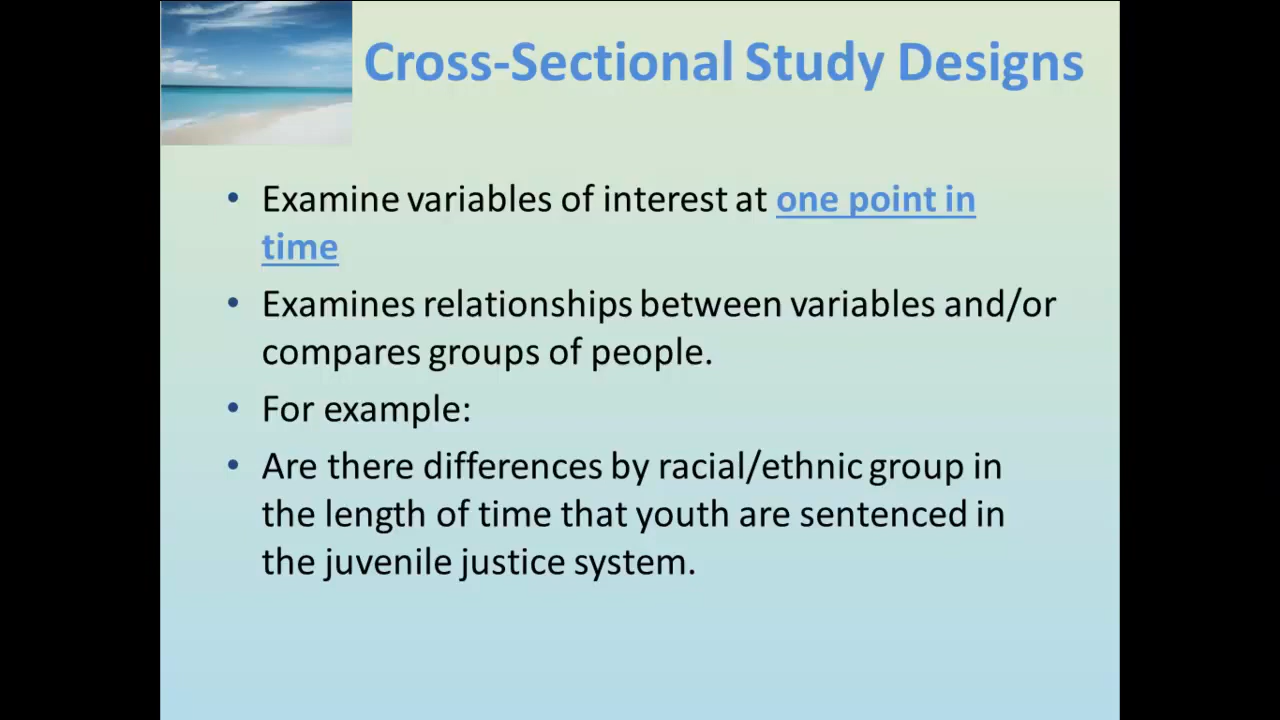 Cross-Sectional Study Designs
• Examine variables of interest at one point in
time
• Examines relationships between variables and/or
compares groups of people.
• For example:
• Are there differences by racial/ethnic group in
the length of time that youth are sentenced in
the juvenile justice system.